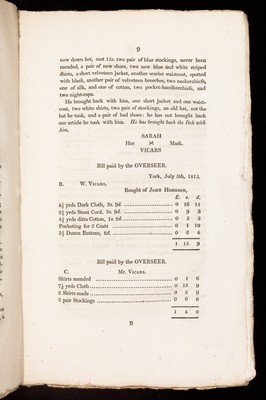 9
now down hat, cost 15s. two pair of blue stockings, never been
mended, a pair of new shoes, two new blue and white striped
shirts, a short velveteen jacket, another scarlet waistcoat, spotted
with black, another pair of velveteen breeches, two neckerchiefs,
one of silk, and one of cotton, two pocket-handkerchiefs, and
two night-caps.
He brought back with him, one short jacket and one waist-
coat, two white shirts, two pair of stockings, an old hat, not the
hat he took, and a pair of bad shoes: he has not brought back
one article he took with him. He has brought back the Itch with
him.
SARAH
Her ⋈ Mark.
VICARS
Bill paid by the OVERSEER.
York, July 5th, 1813.
B. W. Vicars,
Bought of John
£. s. d.
4½ yrds Dark Cloth, 3s. 9d. 0 16 11
2½ yrds Stout Cord, 3s. 9d. 0 9 3
4½ yrds ditto Cotton, 1s 2d. 0 5 3
Pocketing for 2 Coats 0 1 10
3½ Dozen Buttons, 8d. 0 2 4
1 15 9
Bill paid by the OVERSEER.
C. Mr. Vicars.
Shirts mended 0 1 6
7½ yrds Cloth 0 13 9
3 Shirts made 0 2 9
2 pair Stockings 0 6 0
1 4 0
B